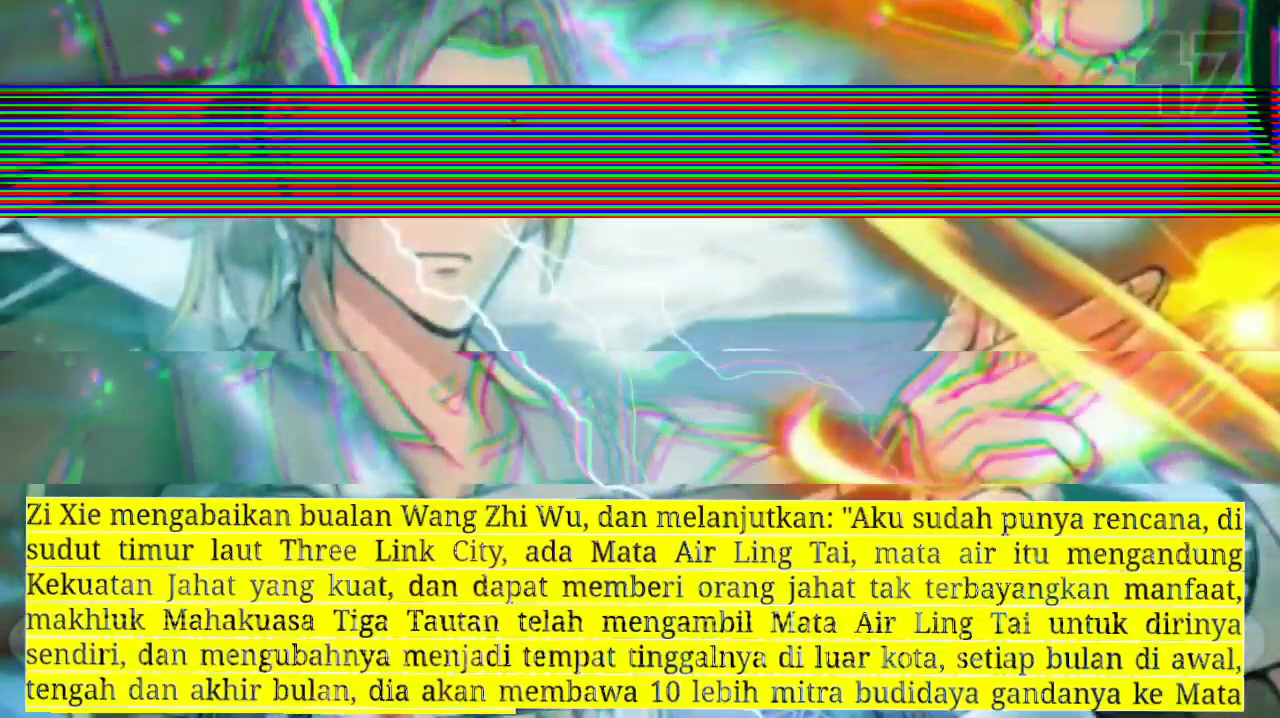 17
Zi Xie mengabaikan bualan Wang Zhi Wu, dan melanjutkan: "Aku sudah punya rencana, di
sudut timur laut Three Link City, ada Mata Air Ling Tai, mata air itu mengandung
Kekuatan Jahat yang kuat, dan dapat memberi orang jahat tak terbayangkan manfaat,
makhluk Mahakuasa Tiga Tautan telah mengambil Mata Air Ling Tai untuk dirinya
sendiri, dan mengubahnya menjadi tempat tinggalnya di luar kota, setiap bulan di awal,
tengah dan akhir bulan, dia akan membawa 10 lebih mitra budidaya gandanya ke Mata